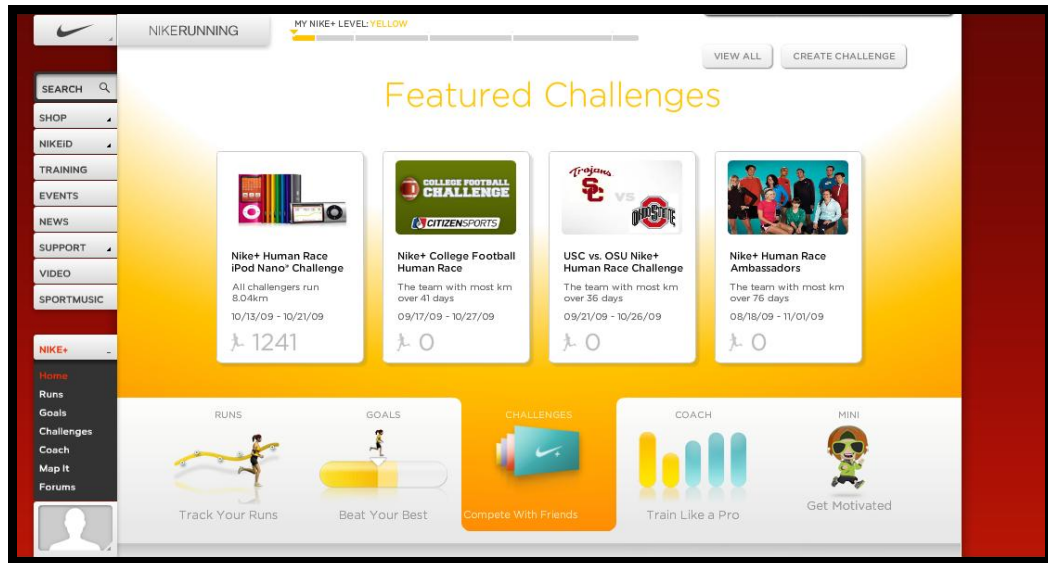 NIKERUNNING
MY NIKE+ LEVEL: YELLOW
VIEW ALL
CREATE CHALLENGE
SEARCH
SHOP
NIKEiD
TRAINING
EVENTS
NEWS
SUPPORT
VIDEO
SPORTMUSIC
NIKE+
Home
Runs
Goals
Challenges
Coach
Map It
Forums
Featured Challenges
Nike+ Human Race
iPod Nano® Challenge
All challengers run
8.04km
10/13/09 - 10/21/09
1241
COLLEGE FOOTBALL
CHALLENGE
CITIZENSPORTS
Nike+ College Football
Human Race
The team with most km
over 41 days
09/17/09 - 10/27/09
0
Trojans
SC
VS
OHIO STATE
USC vs. OSU Nike+
Human Race Challenge
The team with most km
over 36 days
09/21/09 - 10/26/09
0
Nike+ Human Race
Ambassadors
The team with most km
over 76 days
08/18/09 - 11/01/09
0
RUNS
Track Your Runs
GOALS
Beat Your Best
CHALLENGES
Compete With Friends
COACH
Train Like a Pro
MINI
Get Motivated